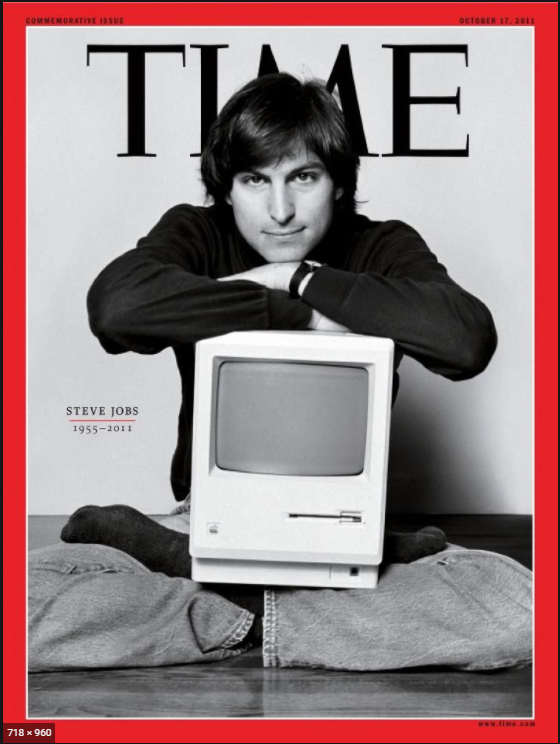 COMMEMORATIVE ISSUE
OCTOBER 17, 2011
TIME
STEVE JOBS
1955–2011
www.time.com
718 × 960